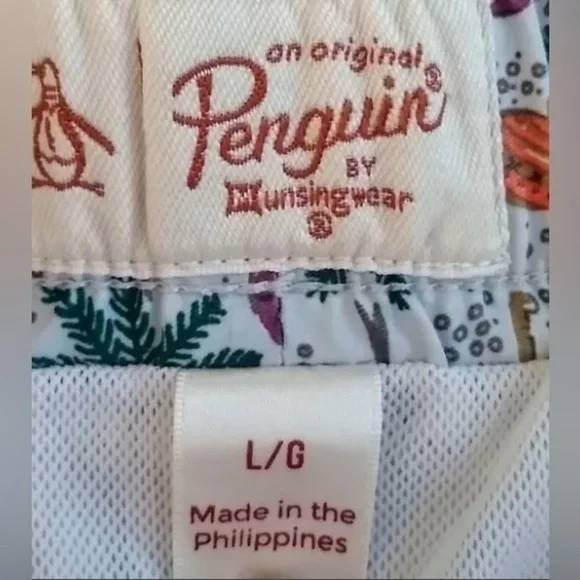 an original
Penguin®
BY
Munsingwear
®
L/G
Made in the
Philippines